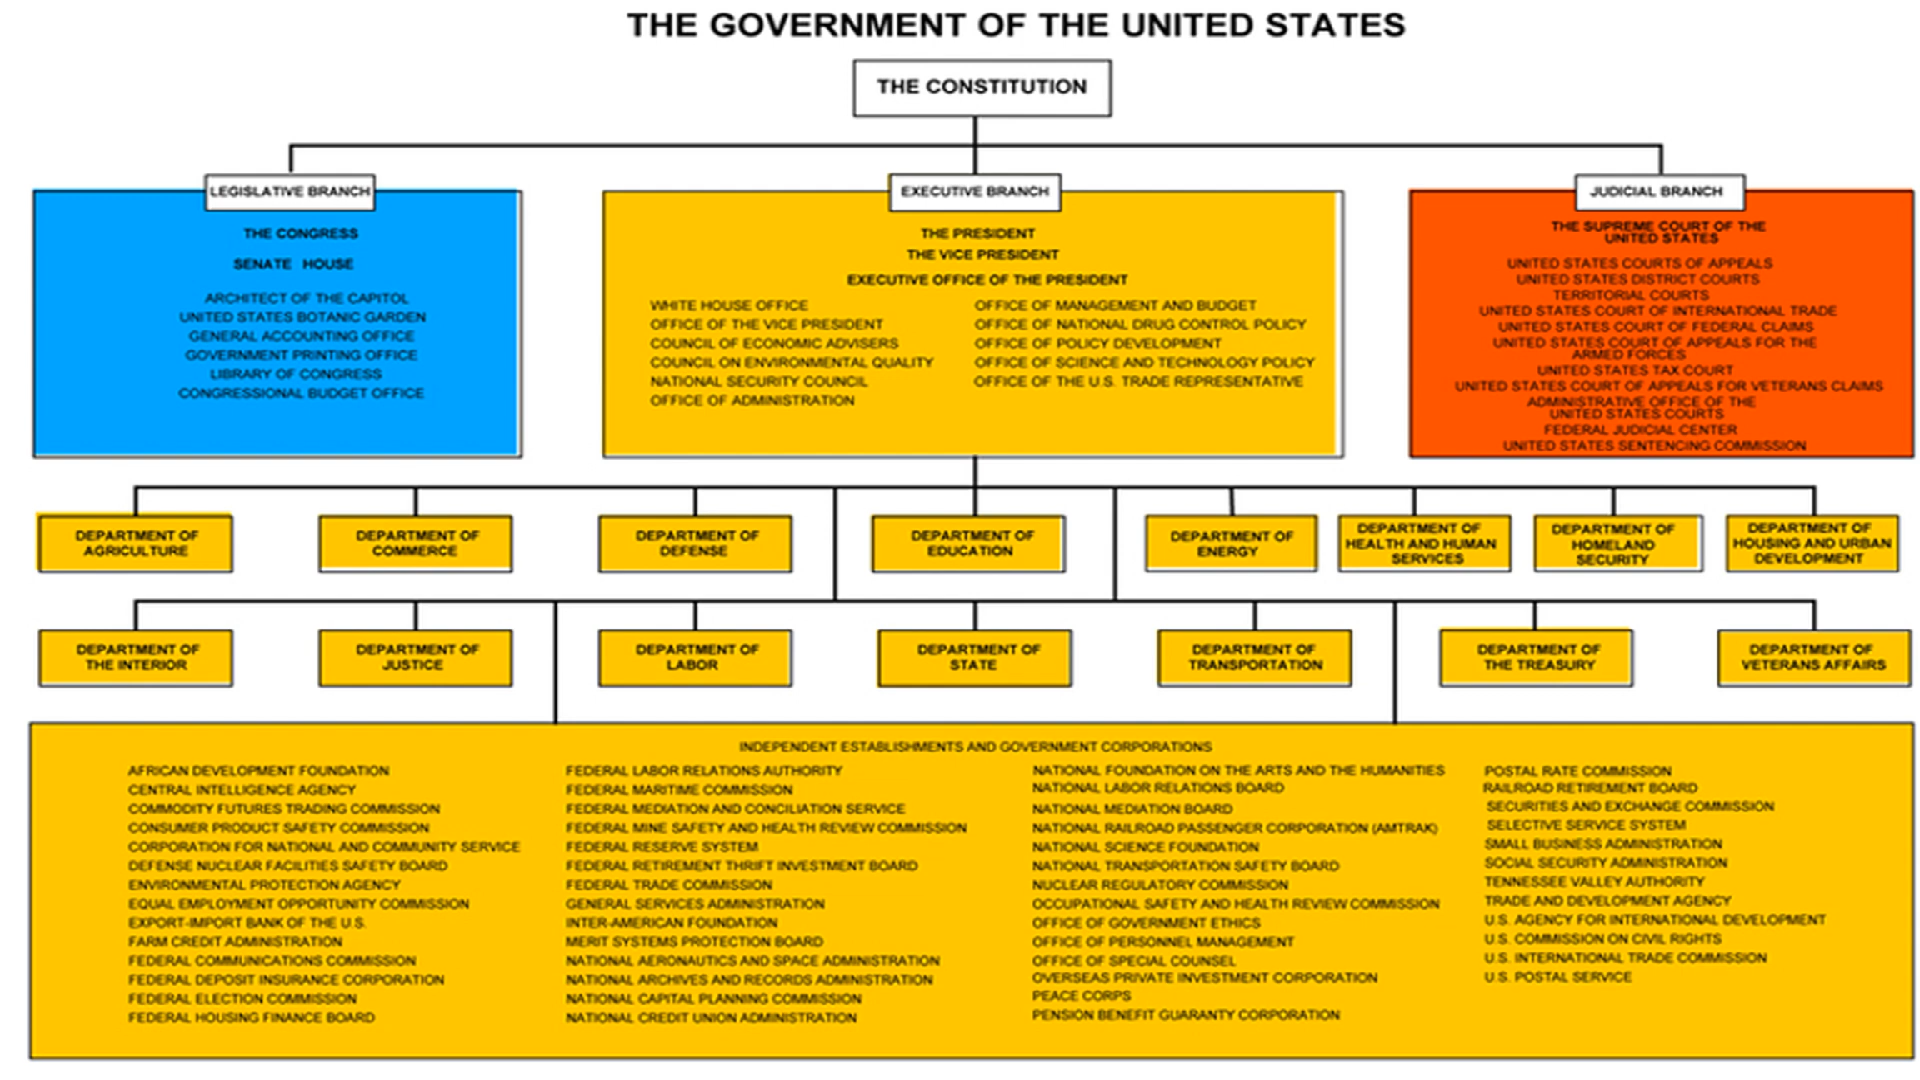 THE GOVERNMENT OF THE UNITED STATES
THE CONSTITUTION
LEGISLATIVE BRANCH
THE CONGRESS
SENATE HOUSE
ARCHITECT OF THE CAPITOL
UNITED STATES BOTANIC GARDEN
GENERAL ACCOUNTING OFFICE
GOVERNMENT PRINTING OFFICE
LIBRARY OF CONGRESS
CONGRESSIONAL BUDGET OFFICE
EXECUTIVE BRANCH
THE PRESIDENT
THE VICE PRESIDENT
EXECUTIVE OFFICE OF THE PRESIDENT
WHITE HOUSE OFFICE
OFFICE OF THE VICE PRESIDENT
COUNCIL OF ECONOMIC ADVISERS
COUNCIL ON ENVIRONMENTAL QUALITY
NATIONAL SECURITY COUNCIL
OFFICE OF ADMINISTRATION
OFFICE OF MANAGEMENT AND BUDGET
OFFICE OF NATIONAL DRUG CONTROL POLICY
OFFICE OF POLICY DEVELOPMENT
OFFICE OF SCIENCE AND TECHNOLOGY POLICY
OFFICE OF THE U.S. TRADE REPRESENTATIVE
JUDICIAL BRANCH
THE SUPREME COURT OF THE
UNITED STATES
UNITED STATES COURTS OF APPEALS
UNITED STATES DISTRICT COURTS
TERRITORIAL COURTS
UNITED STATES COURT OF INTERNATIONAL TRADE
UNITED STATES COURT OF FEDERAL CLAIMS
UNITED STATES COURT OF APPEALS FOR THE
ARMED FORCES
UNITED STATES TAX COURT
UNITED STATES COURT OF APPEALS FOR VETERANS CLAIMS
ADMINISTRATIVE OFFICE OF THE
UNITED STATES COURTS
FEDERAL JUDICIAL CENTER
UNITED STATES SENTENCING COMMISSION
DEPARTMENT OF
AGRICULTURE
DEPARTMENT OF
COMMERCE
DEPARTMENT OF
DEFENSE
DEPARTMENT OF
EDUCATION
DEPARTMENT OF
ENERGY
DEPARTMENT OF
HEALTH AND HUMAN
SERVICES
DEPARTMENT OF
HOMELAND
SECURITY
DEPARTMENT OF
HOUSING AND URBAN
DEVELOPMENT
DEPARTMENT OF
THE INTERIOR
DEPARTMENT OF
JUSTICE
DEPARTMENT OF
LABOR
DEPARTMENT OF
STATE
DEPARTMENT OF
TRANSPORTATION
DEPARTMENT OF
THE TREASURY
DEPARTMENT OF
VETERANS AFFAIRS
INDEPENDENT ESTABLISHMENTS AND GOVERNMENT CORPORATIONS
AFRICAN DEVELOPMENT FOUNDATION
CENTRAL INTELLIGENCE AGENCY
COMMODITY FUTURES TRADING COMMISSION
CONSUMER PRODUCT SAFETY COMMISSION
CORPORATION FOR NATIONAL AND COMMUNITY SERVICE
DEFENSE NUCLEAR FACILITIES SAFETY BOARD
ENVIRONMENTAL PROTECTION AGENCY
EQUAL EMPLOYMENT OPPORTUNITY COMMISSION
EXPORT-IMPORT BANK OF THE U.S.
FARM CREDIT ADMINISTRATION
FEDERAL COMMUNICATIONS COMMISSION
FEDERAL DEPOSIT INSURANCE CORPORATION
FEDERAL ELECTION COMMISSION
FEDERAL HOUSING FINANCE BOARD
FEDERAL LABOR RELATIONS AUTHORITY
FEDERAL MARITIME COMMISSION
FEDERAL MEDIATION AND CONCILIATION SERVICE
FEDERAL MINE SAFETY AND HEALTH REVIEW COMMISSION
FEDERAL RESERVE SYSTEM
FEDERAL RETIREMENT THRIFT INVESTMENT BOARD
FEDERAL TRADE COMMISSION
GENERAL SERVICES ADMINISTRATION
INTER-AMERICAN FOUNDATION
MERIT SYSTEMS PROTECTION BOARD
NATIONAL AERONAUTICS AND SPACE ADMINISTRATION
NATIONAL ARCHIVES AND RECORDS ADMINISTRATION
NATIONAL CAPITAL PLANNING COMMISSION
NATIONAL CREDIT UNION ADMINISTRATION
NATIONAL FOUNDATION ON THE ARTS AND THE HUMANITIES
NATIONAL LABOR RELATIONS BOARD
NATIONAL MEDIATION BOARD
NATIONAL RAILROAD PASSENGER CORPORATION (AMTRAK)
NATIONAL SCIENCE FOUNDATION
NATIONAL TRANSPORTATION SAFETY BOARD
NUCLEAR REGULATORY COMMISSION
OCCUPATIONAL SAFETY AND HEALTH REVIEW COMMISSION
OFFICE OF GOVERNMENT ETHICS
OFFICE OF PERSONNEL MANAGEMENT
OFFICE OF SPECIAL COUNSEL
OVERSEAS PRIVATE INVESTMENT CORPORATION
PEACE CORPS
PENSION BENEFIT GUARANTY CORPORATION
POSTAL RATE COMMISSION
RAILROAD RETIREMENT BOARD
SECURITIES AND EXCHANGE COMMISSION
SELECTIVE SERVICE SYSTEM
SMALL BUSINESS ADMINISTRATION
SOCIAL SECURITY ADMINISTRATION
TENNESSEE VALLEY AUTHORITY
TRADE AND DEVELOPMENT AGENCY
U.S. AGENCY FOR INTERNATIONAL DEVELOPMENT
U.S. COMMISSION ON CIVIL RIGHTS
U.S. INTERNATIONAL TRADE COMMISSION
U.S. POSTAL SERVICE